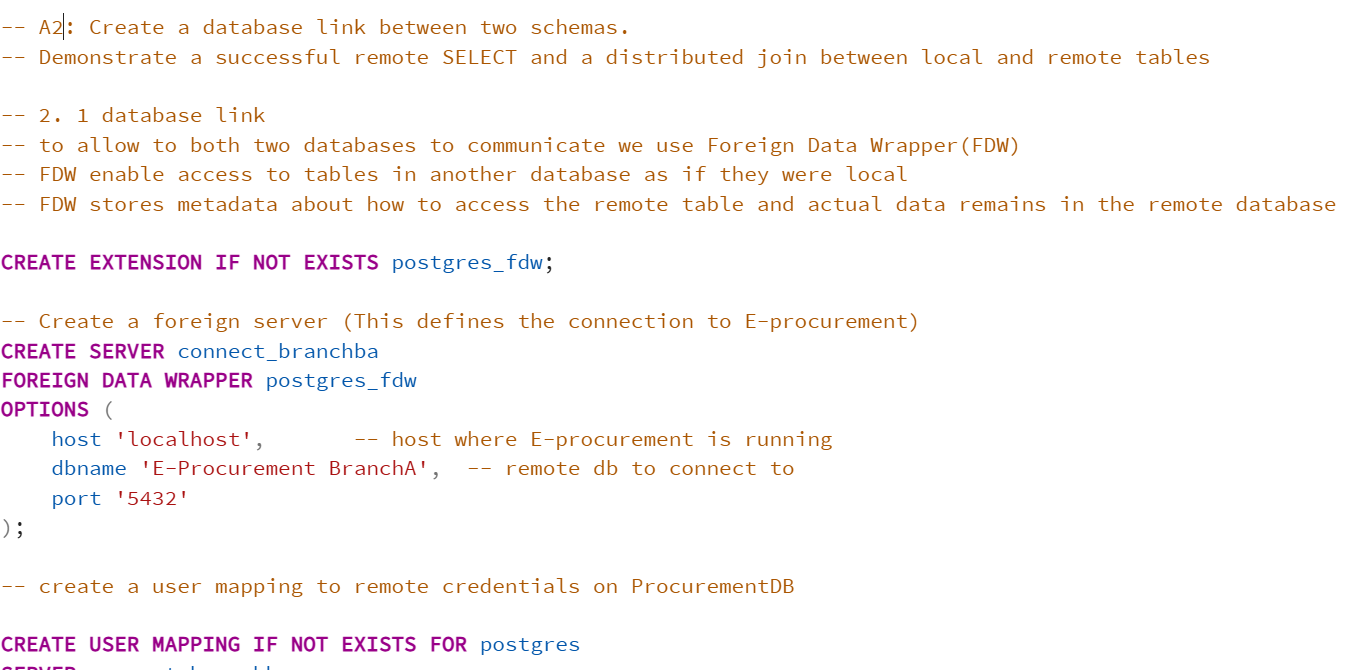 -- A2: Create a database link between two schemas.
-- Demonstrate a successful remote SELECT and a distributed join between local and remote tables
-- 2. 1 database link
-- to allow to both two databases to communicate we use Foreign Data Wrapper(FDW)
-- FDW enable access to tables in another database as if they were local
-- FDW stores metadata about how to access the remote table and actual data remains in the remote database
CREATE EXTENSION IF NOT EXISTS postgres_fdw;
-- Create a foreign server (This defines the connection to E-procurement)
CREATE SERVER connect_branchba
FOREIGN DATA WRAPPER postgres_fdw
OPTIONS (
    host 'localhost',       -- host where E-procurement is running
    dbname 'E-Procurement BranchA',  -- remote db to connect to
    port '5432'
);
-- create a user mapping to remote credentials on ProcurementDB
CREATE USER MAPPING IF NOT EXISTS FOR postgres